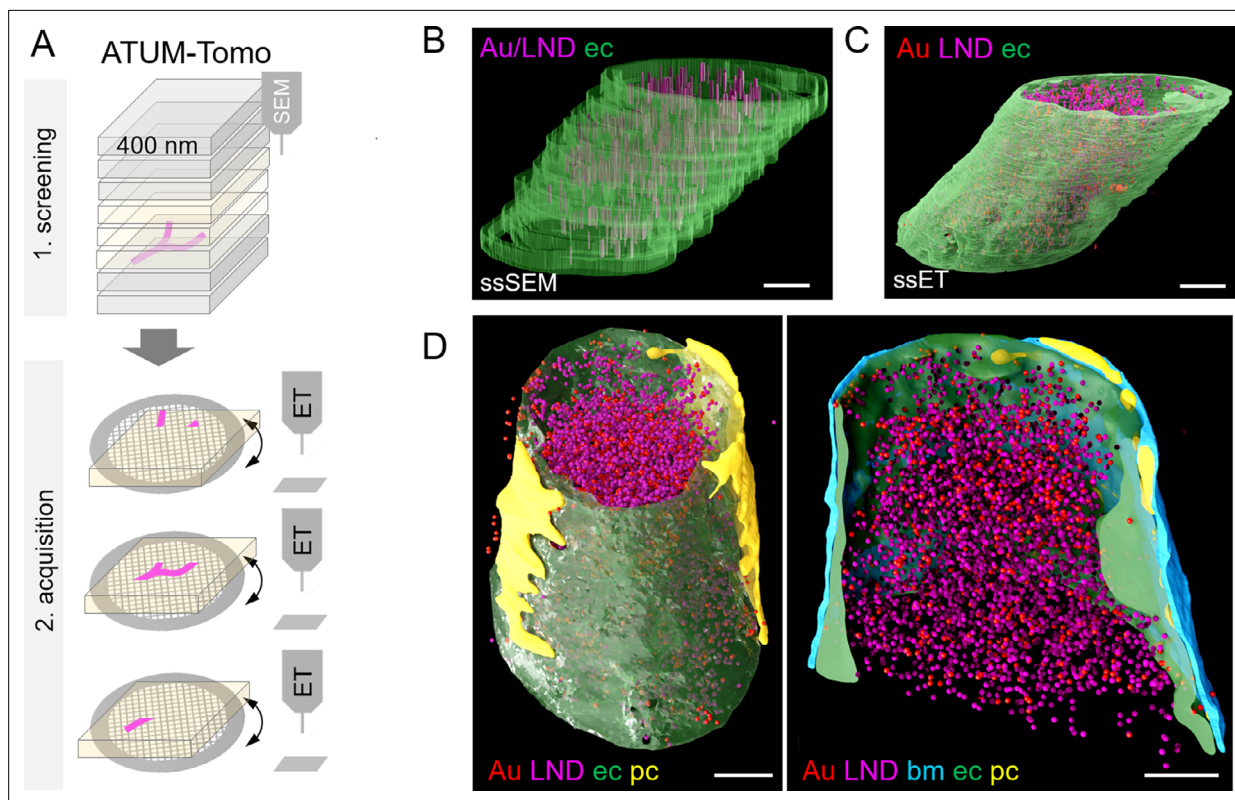 A
ATUM-Tomo
SEM
400 nm
1. screening
2. acquisition
ET
ET
ET
B
Au/LND ec
ssSEM
C
Au LND ec
ssET
D
Au LND ec pc
Au LND bm ec pc